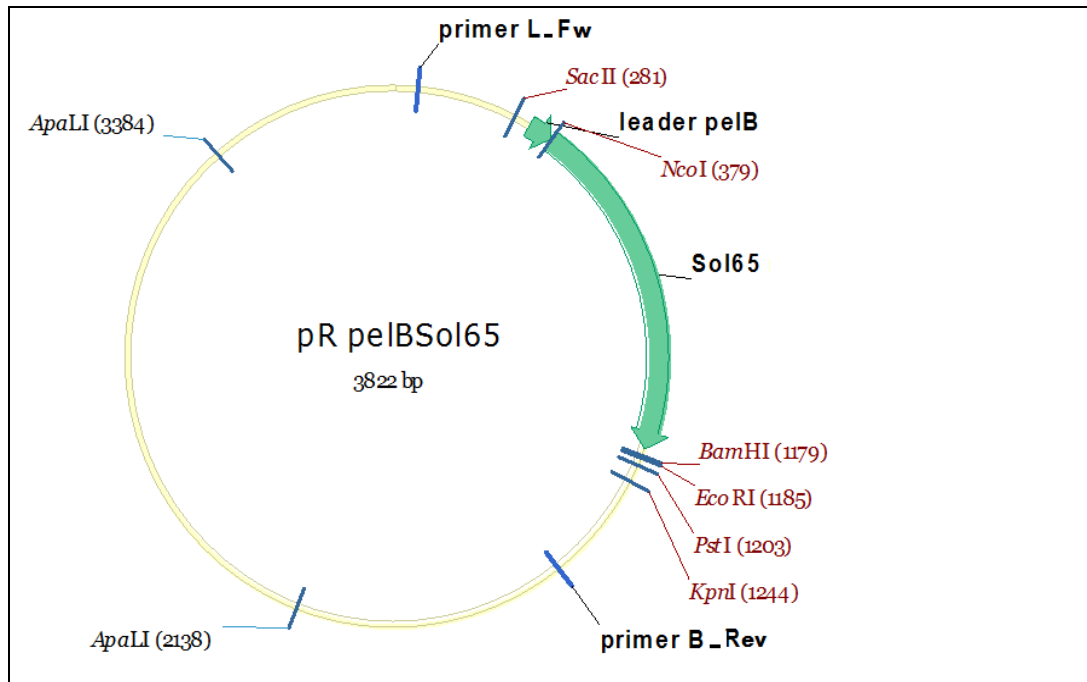 primer L_Fw
SacII (281)
leader pelB
NcoI (379)
Sol65
BamHI (1179)
EcoRI (1185)
PstI (1203)
KpnI (1244)
primer B_Rev
ApaLI (2138)
ApaLI (3384)
pR pelBSol65
3822 bp